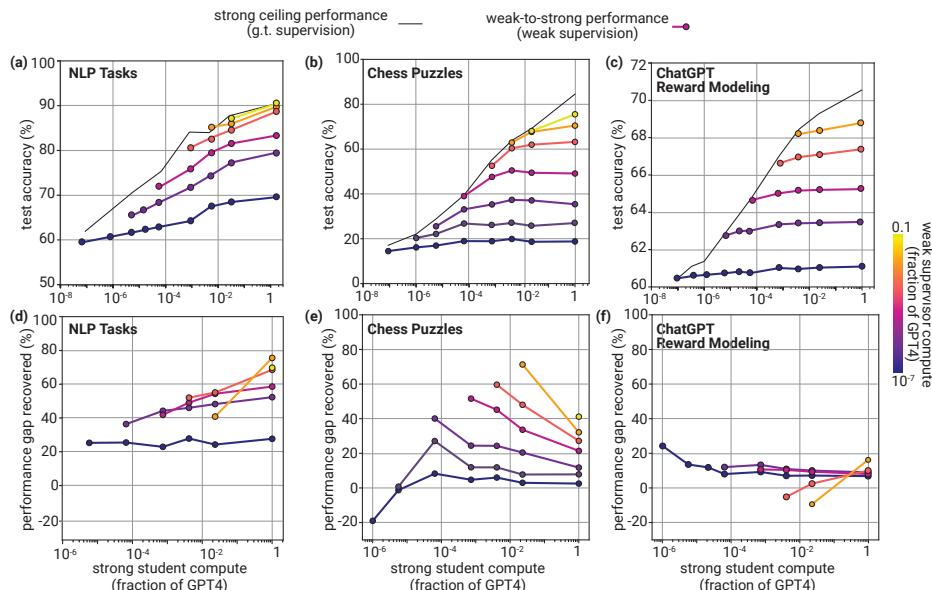 strong ceiling performance
(g.t. supervision)
weak-to-strong performance
(weak supervision)
(a)
NLP Tasks
test accuracy (%)
100
90
80
70
60
50
10-8
10-6
10-4
10-2
1
(b)
Chess Puzzles
test accuracy (%)
100
80
60
40
20
0
10-8
10-6
10-4
10-2
1
(c)
ChatGPT
Reward Modeling
test accuracy (%)
72
70
68
66
64
62
60
10-8
10-6
10-4
10-2
1
(d)
NLP Tasks
performance gap recovered (%)
100
80
60
40
20
0
-20
10-6
10-4
10-2
1
strong student compute
(fraction of GPT4)
(e)
Chess Puzzles
performance gap recovered (%)
100
80
60
40
20
0
-20
10-6
10-4
10-2
1
strong student compute
(fraction of GPT4)
(f)
ChatGPT
Reward Modeling
performance gap recovered (%)
100
80
60
40
20
0
-20
10-6
10-4
10-2
1
strong student compute
(fraction of GPT4)
0.1
10-7
weak supervisor compute
(fraction of GPT4)